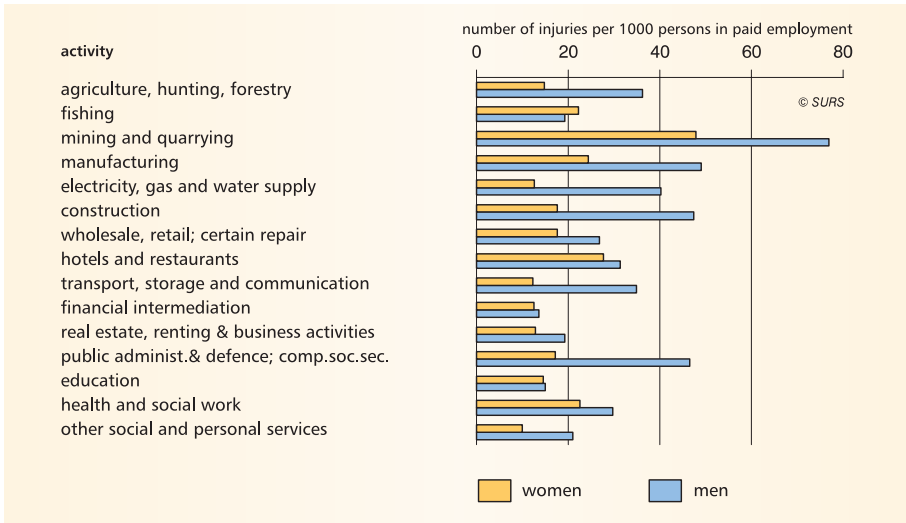 number of injuries per 1000 persons in paid employment
activity
0 20 40 60 80
agriculture, hunting, forestry
© SURS
fishing
mining and quarrying
manufacturing
electricity, gas and water supply
construction
wholesale, retail; certain repair
hotels and restaurants
transport, storage and communication
financial intermediation
real estate, renting & business activities
public administ.& defence; comp.soc.sec.
education
health and social work
other social and personal services
women men